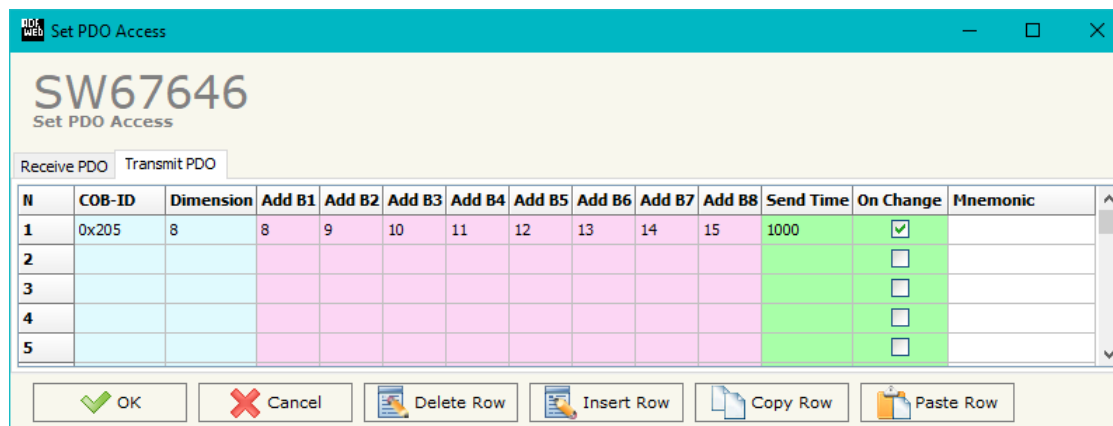 ADF WEB Set PDO Access
SW67646
Set PDO Access
Receive PDO Transmit PDO
N COB-ID Dimension Add B1 Add B2 Add B3 Add B4 Add B5 Add B6 Add B7 Add B8 Send Time On Change Mnemonic
1 0x205 8 8 9 10 11 12 13 14 15 1000
2
3
4
5
OK Cancel Delete Row Insert Row Copy Row Paste Row